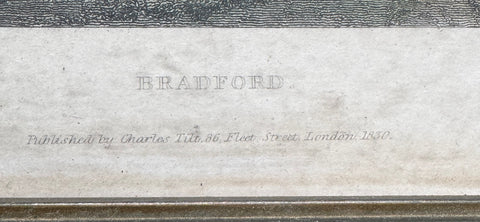 BRADFORD.
Published by Charles Tilt, 86, Fleet Street, London, 1830.